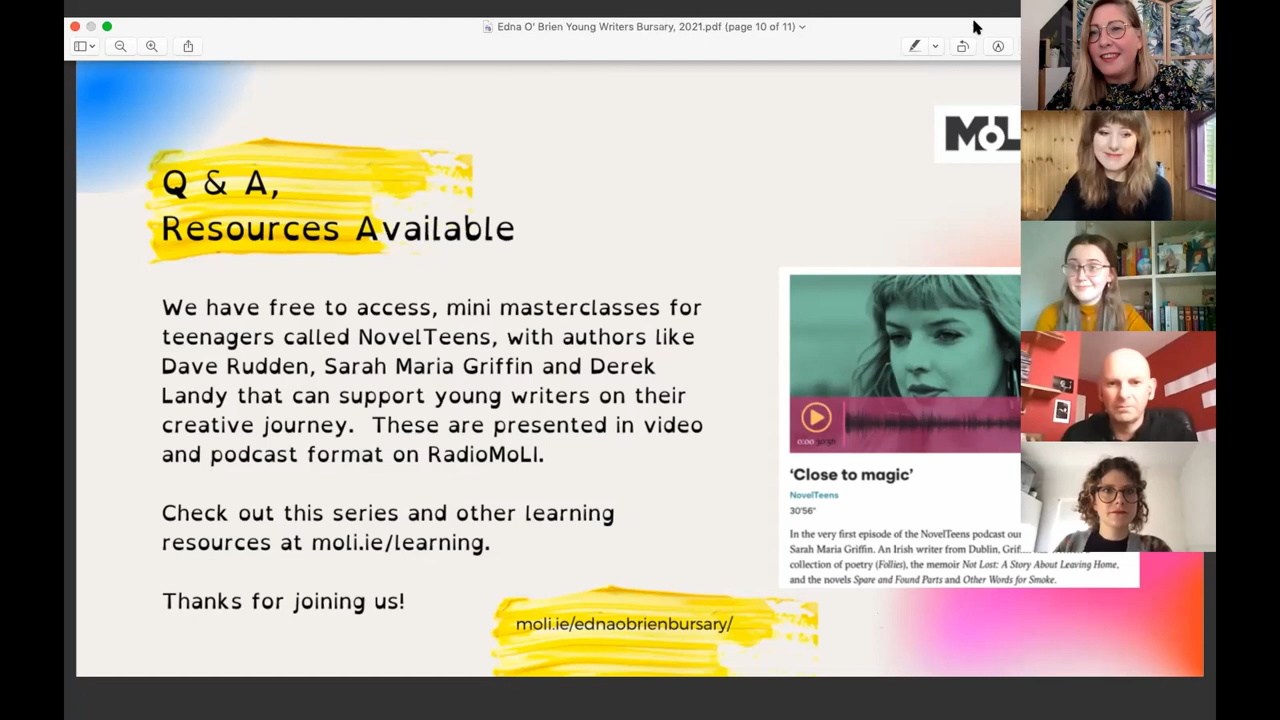 Edna O' Brien Young Writers Bursary, 2021.pdf (page 10 of 11)
Q & A,
Resources Available
We have free to access, mini masterclasses for
teenagers called NovelTeens, with authors like
Dave Rudden, Sarah Maria Griffin and Derek
Landy that can support young writers on their
creative journey.  These are presented in video
and podcast format on RadioMoLI.
Check out this series and other learning
resources at moli.ie/learning.
Thanks for joining us!
moli.ie/ednaobrienbursary/
MoL
0:00 30:56
‘Close to magic’
NovelTeens
30'56"
In the very first episode of the NovelTeens podcast our
Sarah Maria Griffin. An Irish writer from Dublin,
collection of poetry (Follies), the memoir Not Lost: A Story About Leaving Home,
and the novels Spare and Found Parts and Other Words for Smoke.